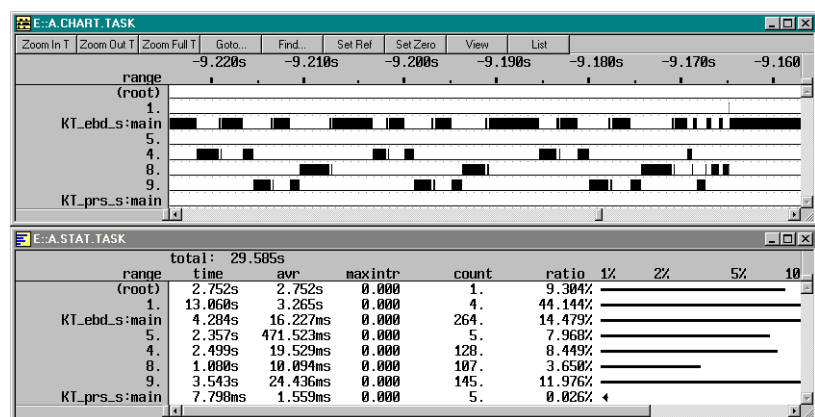 E::A.CHART.TASK
Zoom In T Zoom Out T Zoom Full T Goto... Find... Set Ref Set Zero View List
-9.220s -9.210s -9.200s -9.190s -9.180s -9.170s -9.160
range
(root)
1.
KT_ebd_s:main
5.
4.
8.
9.
KT_prs_s:main
E::A.STAT.TASK
total: 29.585s
range time avr maxintr count ratio 1% 2% 5% 10
(root) 2.752s 2.752s 0.000 1. 9.304%
1. 13.060s 3.265s 0.000 4. 44.144%
KT_ebd_s:main 4.284s 16.227ms 0.000 264. 14.479%
5. 2.357s 471.523ms 0.000 5. 7.968%
4. 2.499s 19.529ms 0.000 128. 8.449%
8. 1.080s 10.094ms 0.000 107. 3.650%
9. 3.543s 24.436ms 0.000 145. 11.976%
KT_prs_s:main 7.798ms 1.559ms 0.000 5. 0.026%